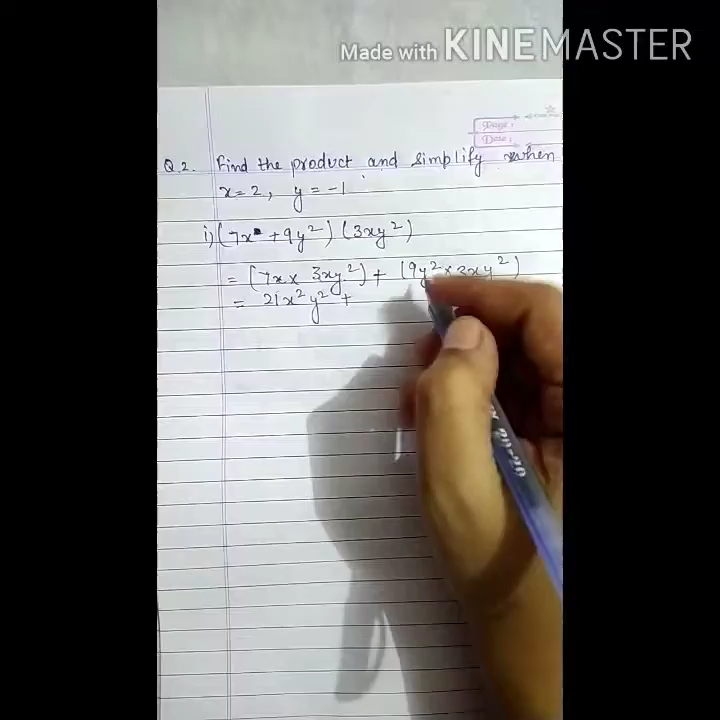 Made with KINEMASTER
Page:
Date:
Q.2. Find the product and simplify when
x=2, y=-1
i) (7x +9y²) (3xy²)
= (7x × 3xy²) + (9y² × 3xy²)
= 21x²y² +